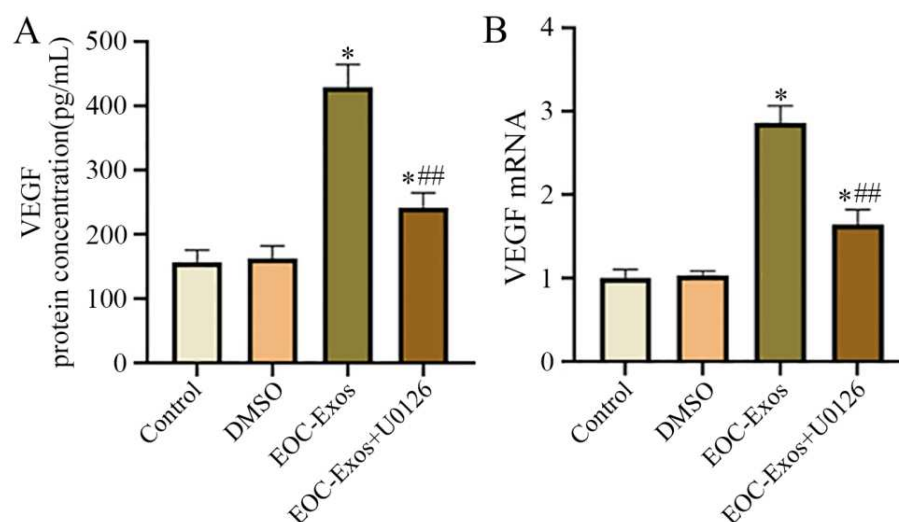 A
VEGF
protein concentration(pg/mL)
500
400
300
200
100
0
*
*##
Control
DMSO
EOC-Exos
EOC-Exos+U0126
B
VEGF mRNA
4
3
2
1
0
*
*##
Control
DMSO
EOC-Exos
EOC-Exos+U0126